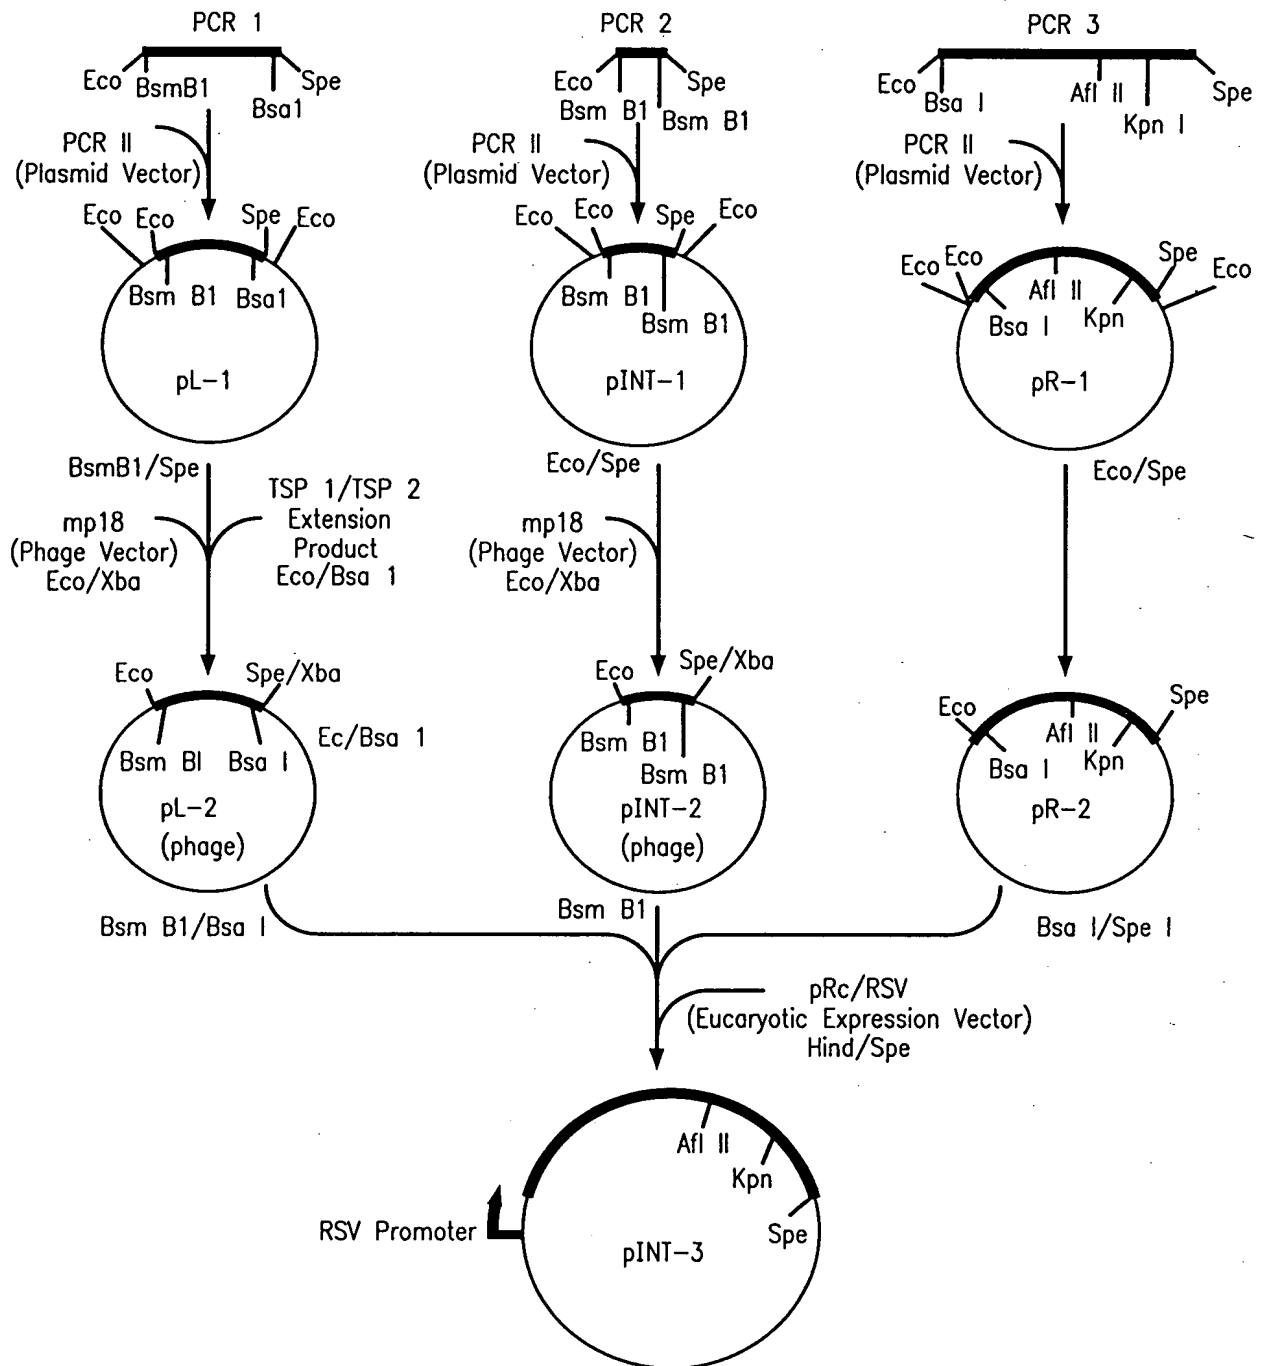 PCR 1
PCR 2
PCR 3
Eco
BsmB1
Bsa1
Spe
Eco
Bsm B1
Bsm B1
Spe
Eco
Bsa I
Afl II
Kpn I
Spe
PCR II
(Plasmid Vector)
PCR II
(Plasmid Vector)
PCR II
(Plasmid Vector)
Eco
Eco
Spe
Eco
Bsm B1
Bsa1
pL-1
Eco
Eco
Spe
Eco
Bsm B1
Bsm B1
pINT-1
Eco
Eco
Spe
Eco
Bsa I
Afl II
Kpn
pR-1
BsmB1/Spe
mp18
(Phage Vector)
Eco/Xba
TSP 1/TSP 2
Extension
Product
Eco/Bsa 1
Eco/Spe
mp18
(Phage Vector)
Eco/Xba
Eco/Spe
Eco
Spe/Xba
Bsm BI
Bsa I
Ec/Bsa 1
pL-2
(phage)
Eco
Spe/Xba
Bsm B1
Bsm B1
pINT-2
(phage)
Eco
Spe
Bsa I
Afl II
Kpn
pR-2
Bsm B1/Bsa I
Bsm B1
Bsa I/Spe I
pRc/RSV
(Eucaryotic Expression Vector)
Hind/Spe
Afl II
Kpn
Spe
RSV Promoter
pINT-3